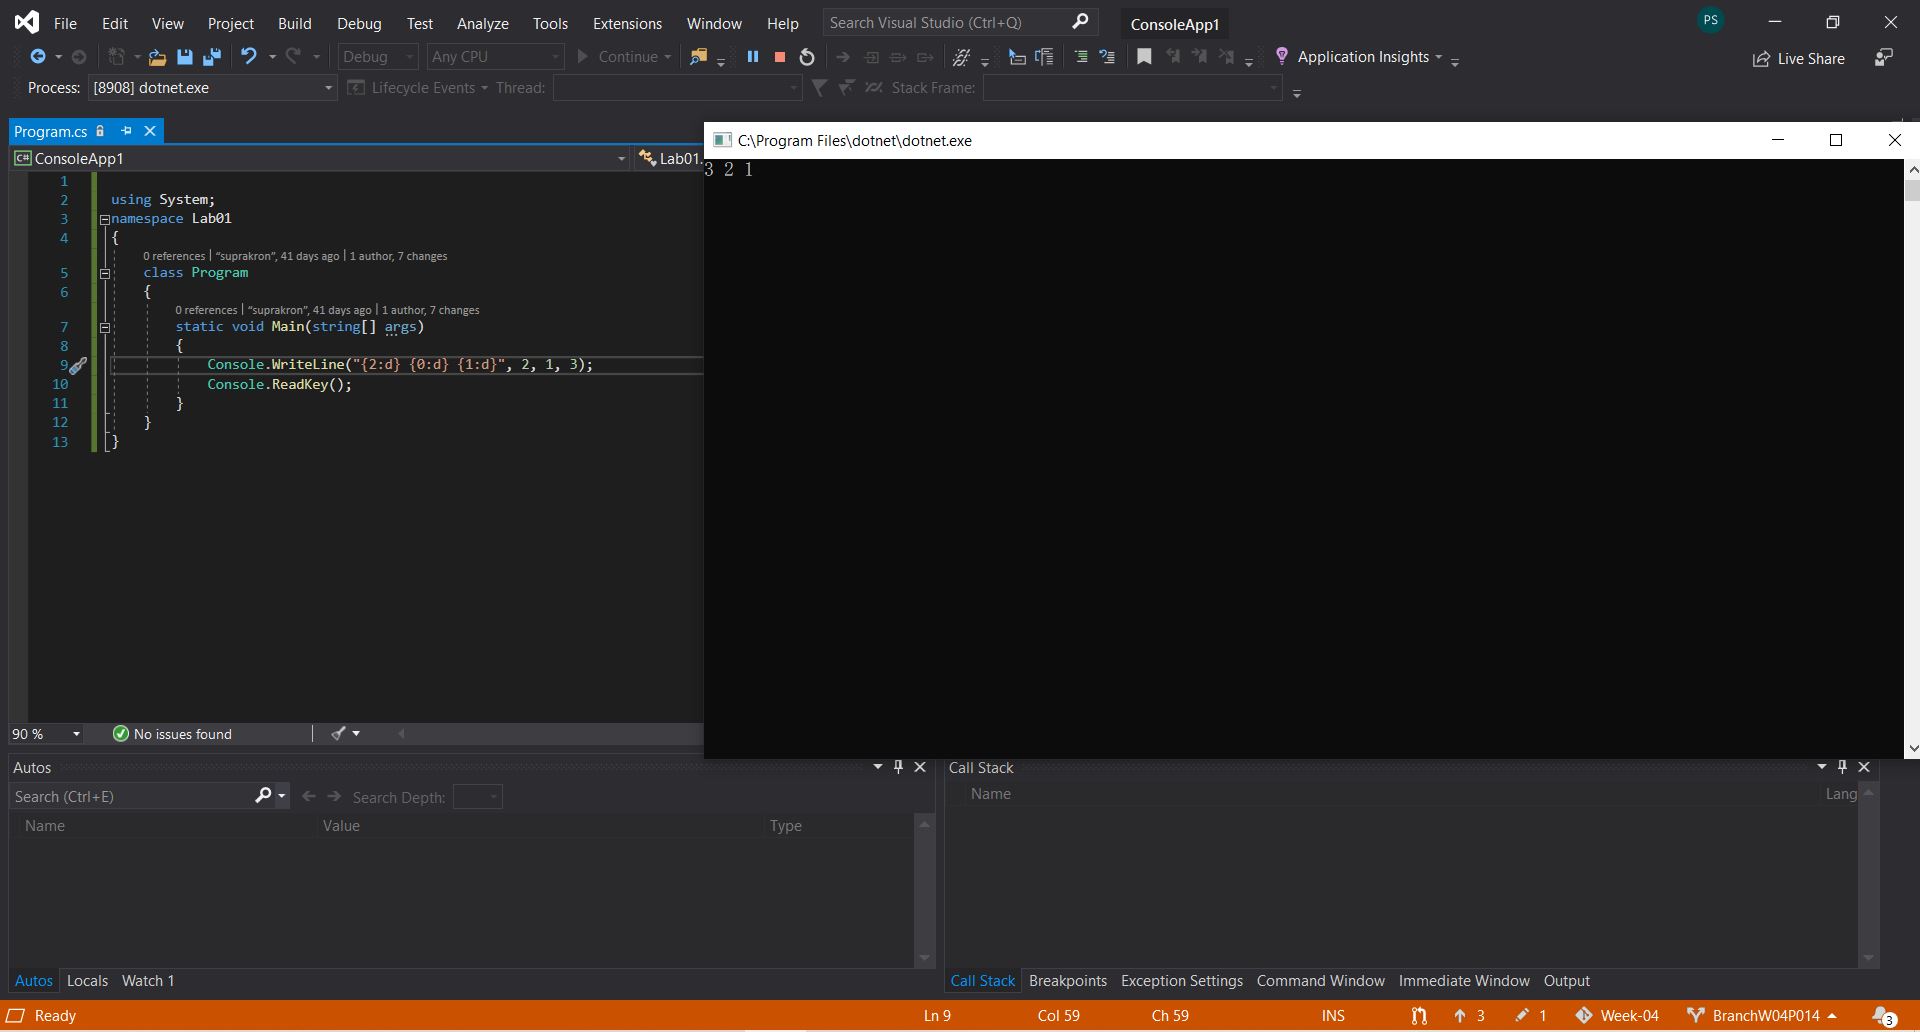 File Edit View Project Build Debug Test Analyze Tools Extensions Window Help Search Visual Studio (Ctrl+Q) ConsoleApp1 PS
Debug Any CPU Continue Application Insights Live Share
Process: [8908] dotnet.exe Lifecycle Events Thread: Stack Frame:
Program.cs
C# ConsoleApp1 Lab01.
C:\Program Files\dotnet\dotnet.exe
3 2 1
1
2 using System;
3 namespace Lab01
4 {
0 references | “suprakron”, 41 days ago | 1 author, 7 changes
5 class Program
6 {
0 references | “suprakron”, 41 days ago | 1 author, 7 changes
7 static void Main(string[] args)
8 {
9 Console.WriteLine("{2:d} {0:d} {1:d}", 2, 1, 3);
10 Console.ReadKey();
11 }
12 }
13 }
90 % No issues found
Autos
Search (Ctrl+E) Search Depth:
Name Value Type
Autos Locals Watch 1
Call Stack
Name Lang
Call Stack Breakpoints Exception Settings Command Window Immediate Window Output
Ready Ln 9 Col 59 Ch 59 INS 3 1 Week-04 BranchW04P014 3